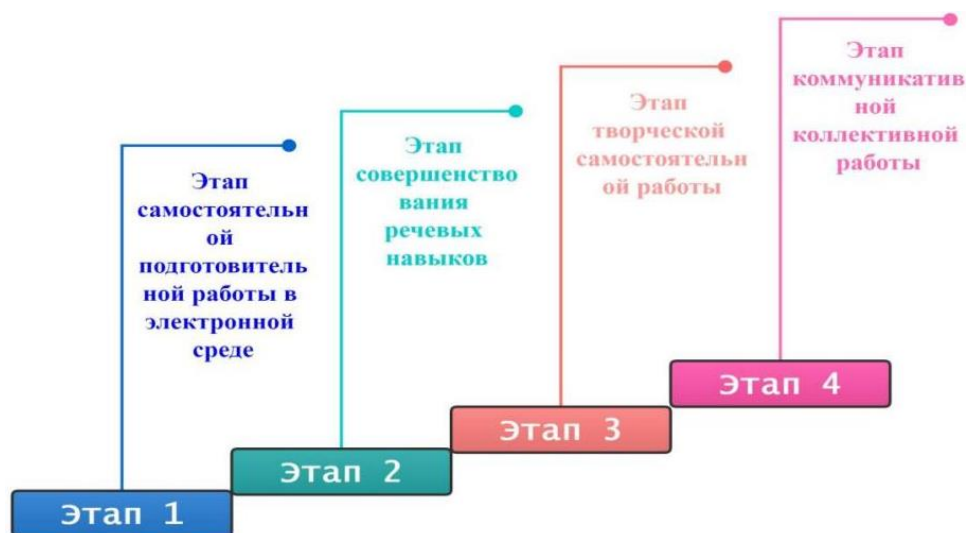 Этап
самостоятельн
ой
подготовитель
ной работы в
электронной
среде
Этап 1
Этап
совершенство
вания
речевых
навыков
Этап 2
Этап
творческой
самостоятельн
ой работы
Этап 3
Этап
коммуникатив
ной
коллективной
работы
Этап 4